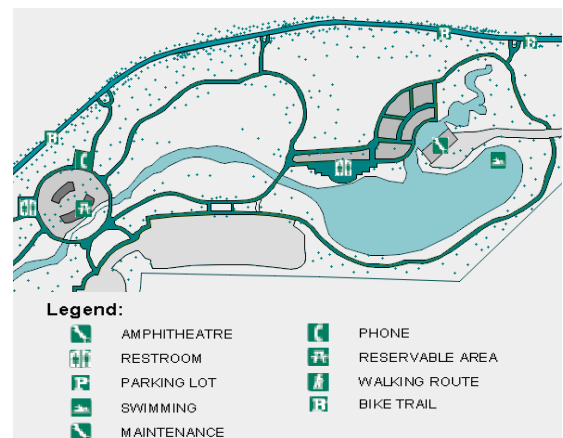 B
B
B
Legend:
AMPHITHEATRE
PHONE
RESTROOM
RESERVABLE AREA
P
PARKING LOT
WALKING ROUTE
SWIMMING
B
BIKE TRAIL
MAINTENANCE